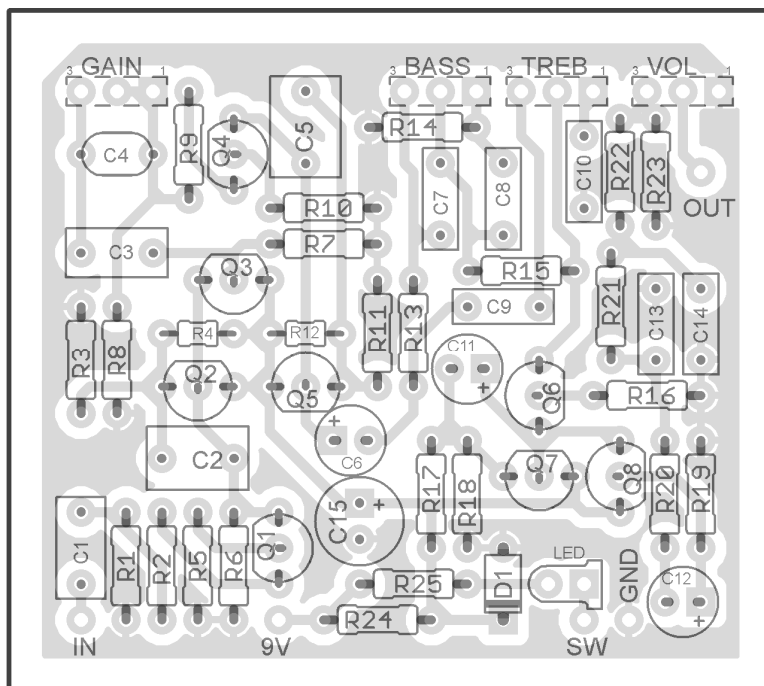 GAIN BASS TREB VOL
3 1 3 1 3 1 3 1
R14
C4 R9 Q4 C5 C10 R22 R23
C7 C8
R10 OUT
R7
C3 Q3 R15
C9 R21 C13 C14
R4 R12 R11 R13
R3 R8 C11 +
Q2 Q5 Q6 R16
+
C6
C2 Q7 Q8
R17 R18 R20 R19
C15 +
C1 R1 R2 R5 R6 Q1
LED
R25 D1 GND C12
R24 +
IN 9V SW